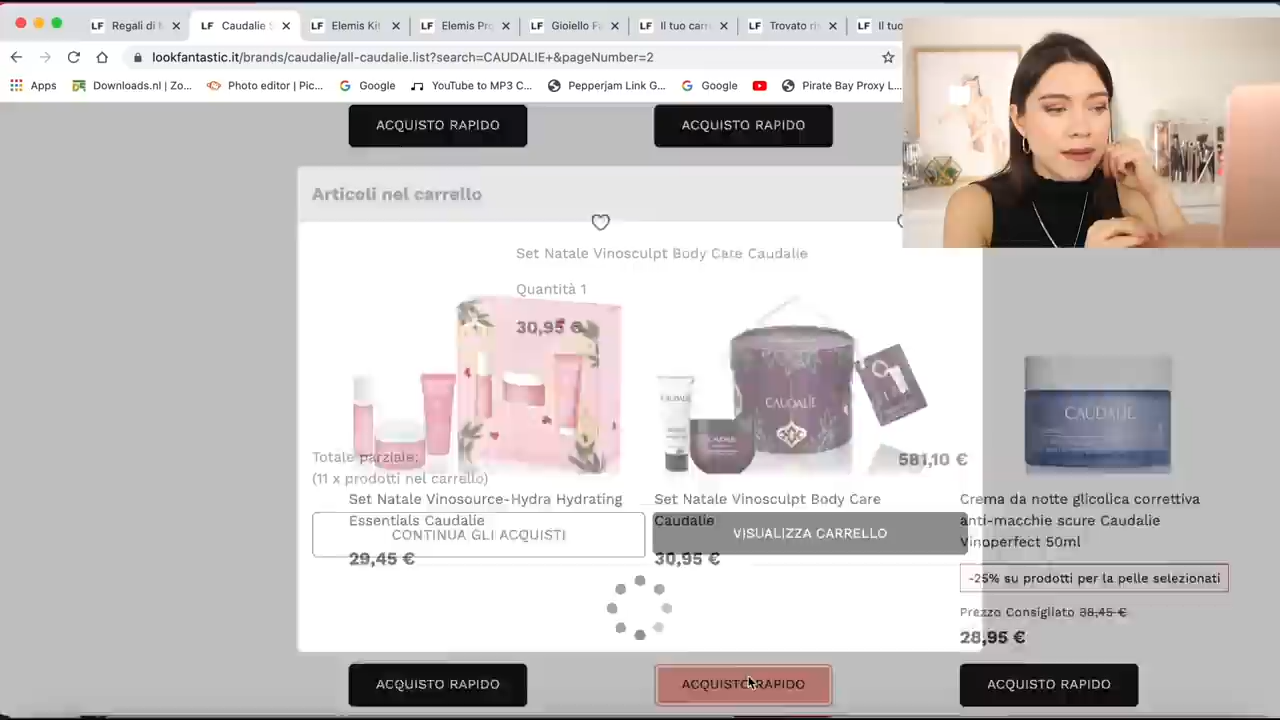 LF Regali di N
LF Caudalie S
LF Elemis Kit
LF Elemis Pro
LF Gioiello Fa
LF Il tuo carre
LF Trovato ris
LF Il tuo
lookfantastic.it/brands/caudalie/all-caudalie.list?search=CAUDALIE+&pageNumber=2
Apps
Downloads.nl | Zo...
Photo editor | Pic...
Google
YouTube to MP3 C...
Pepperjam Link G...
Google
Pirate Bay Proxy L...
ACQUISTO RAPIDO
ACQUISTO RAPIDO
Articoli nel carrello
Set Natale Vinosculpt Body Care Caudalie
Quantità 1
30,95 €
CAUDALIE
CAUDALIE
CAUDALIE
Totale parziale:
(11 x prodotti nel carrello)
581,10 €
Set Natale Vinosource-Hydra Hydrating
Essentials Caudalie
29,45 €
Set Natale Vinosculpt Body Care
Caudalie
30,95 €
CONTINUA GLI ACQUISTI
VISUALIZZA CARRELLO
Crema da notte glicolica correttiva
anti-macchie scure Caudalie
Vinoperfect 50ml
-25% su prodotti per la pelle selezionati
Prezzo Consigliato 38,45 €
28,95 €
ACQUISTO RAPIDO
ACQUISTO RAPIDO
ACQUISTO RAPIDO